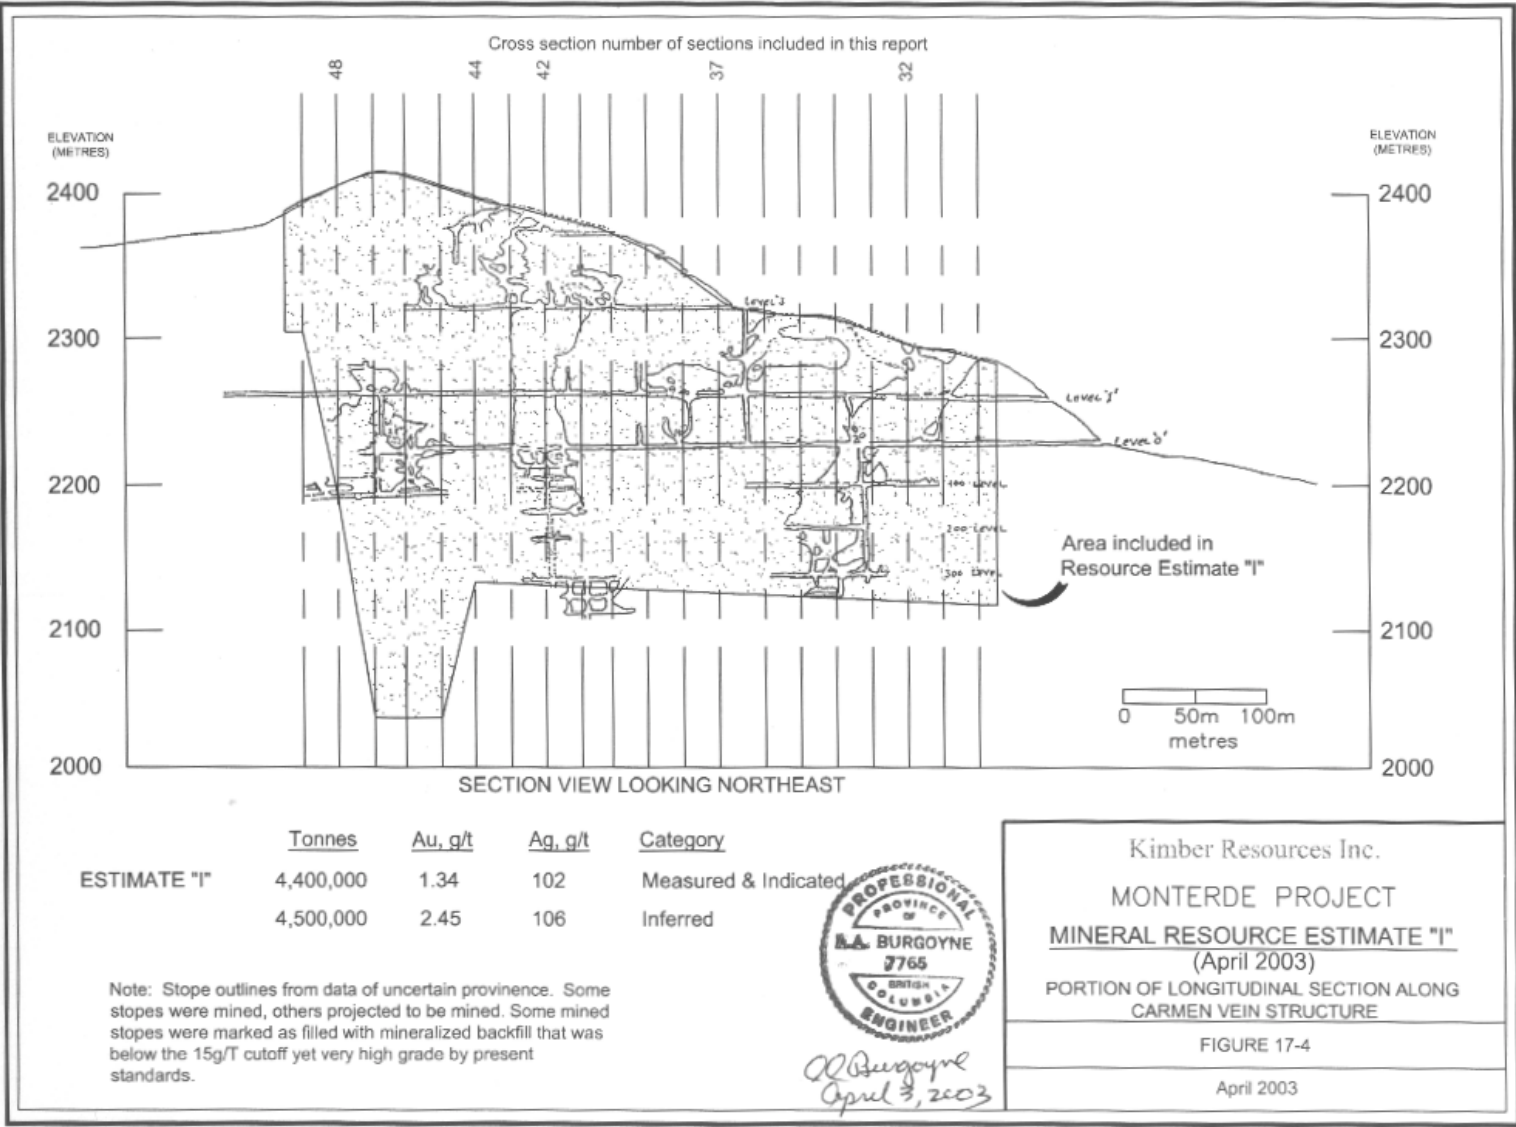 Cross section number of sections included in this report
48 44 42 37 32
ELEVATION
(METRES)
ELEVATION
(METRES)
2400
2400
Level '3
2300
2300
Level '1'
Level '0'
2200
2200
100 LEVEL
200 LEVEL
300 LEVEL
Area included in
Resource Estimate "I"
2100
2100
0 50m 100m
metres
2000
2000
SECTION VIEW LOOKING NORTHEAST
Tonnes Au, g/t Ag, g/t Category
ESTIMATE "I" 4,400,000 1.34 102 Measured & Indicated
4,500,000 2.45 106 Inferred
Note: Stope outlines from data of uncertain provinence. Some
stopes were mined, others projected to be mined. Some mined
stopes were marked as filled with mineralized backfill that was
below the 15g/T cutoff yet very high grade by present
standards.
PROFESSIONAL
PROVINCE
OF
A.A. BURGOYNE
7765
BRITISH
COLUMBIA
ENGINEER
Burgoyne
April 3, 2003
Kimber Resources Inc.
MONTERDE PROJECT
MINERAL RESOURCE ESTIMATE "I"
(April 2003)
PORTION OF LONGITUDINAL SECTION ALONG
CARMEN VEIN STRUCTURE
FIGURE 17-4
April 2003